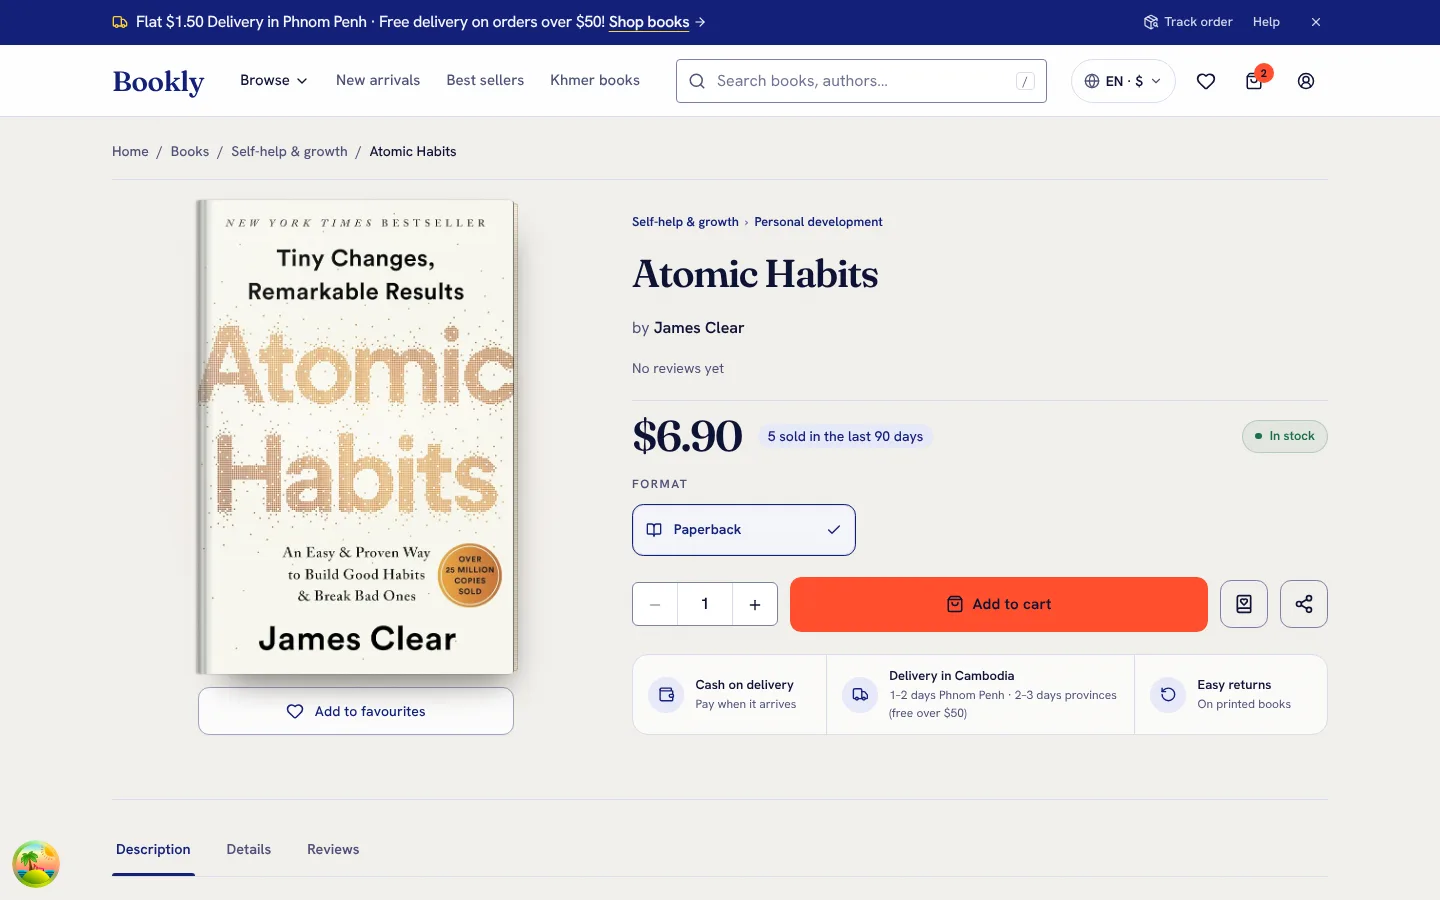 Flat $1.50 Delivery in Phnom Penh · Free delivery on orders over $50! Shop books →
Track order
Help
Bookly
Browse
New arrivals
Best sellers
Khmer books
Search books, authors...
/
EN · $
2
Home / Books / Self-help & growth / Atomic Habits
NEW YORK TIMES BESTSELLER
Tiny Changes,
Remarkable Results
Atomic
Habits
An Easy & Proven Way
to Build Good Habits
& Break Bad Ones
OVER
25 MILLION
COPIES
SOLD
James Clear
Add to favourites
Self-help & growth › Personal development
Atomic Habits
by James Clear
No reviews yet
$6.90
5 sold in the last 90 days
In stock
FORMAT
Paperback
− 1 +
Add to cart
Cash on delivery
Pay when it arrives
Delivery in Cambodia
1–2 days Phnom Penh · 2–3 days provinces
(free over $50)
Easy returns
On printed books
Description
Details
Reviews